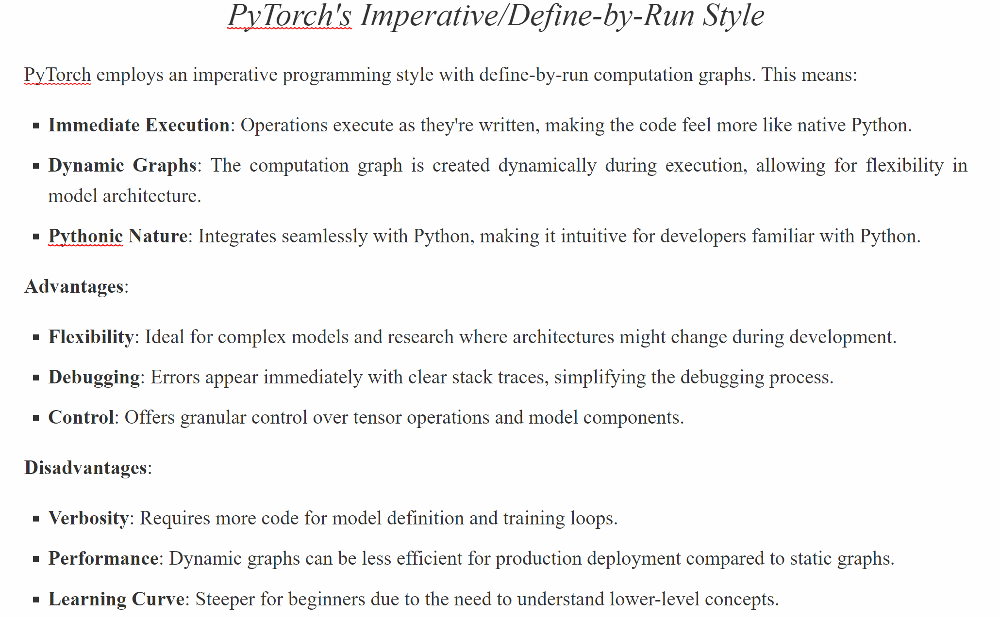 PyTorch's Imperative/Define-by-Run Style
PyTorch employs an imperative programming style with define-by-run computation graphs. This means:
▪ Immediate Execution: Operations execute as they're written, making the code feel more like native Python.
▪ Dynamic Graphs: The computation graph is created dynamically during execution, allowing for flexibility in
model architecture.
▪ Pythonic Nature: Integrates seamlessly with Python, making it intuitive for developers familiar with Python.
Advantages:
▪ Flexibility: Ideal for complex models and research where architectures might change during development.
▪ Debugging: Errors appear immediately with clear stack traces, simplifying the debugging process.
▪ Control: Offers granular control over tensor operations and model components.
Disadvantages:
▪ Verbosity: Requires more code for model definition and training loops.
▪ Performance: Dynamic graphs can be less efficient for production deployment compared to static graphs.
▪ Learning Curve: Steeper for beginners due to the need to understand lower-level concepts.